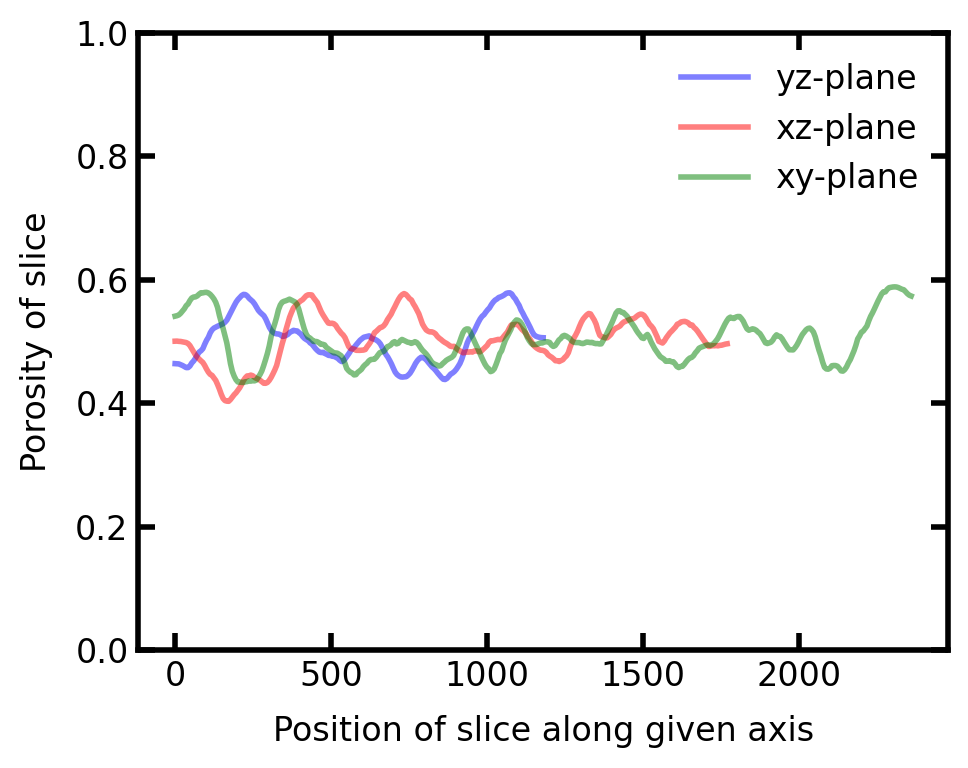 1.0
0.8
0.6
0.4
0.2
0.0
Porosity of slice
yz-plane
xz-plane
xy-plane
0 500 1000 1500 2000
Position of slice along given axis